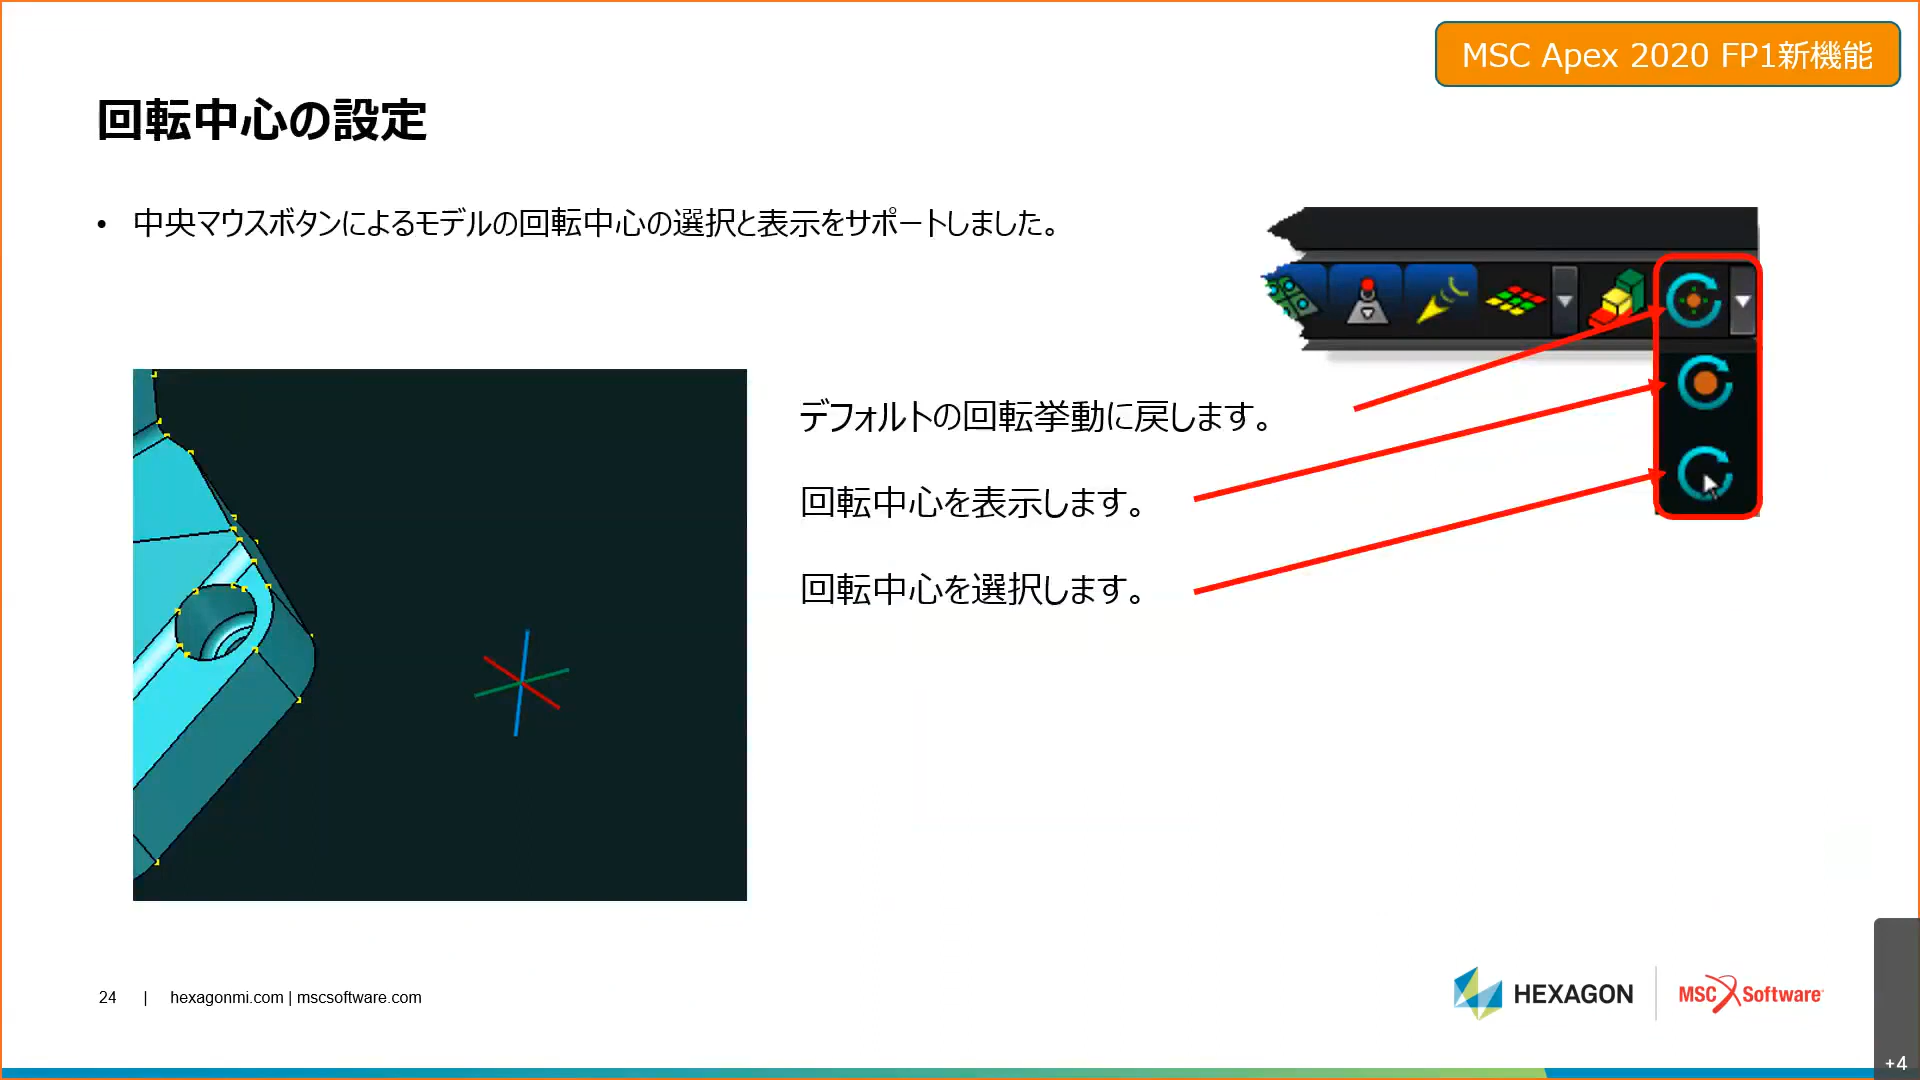 MSC Apex 2020 FP1新機能
回転中心の設定
• 中央マウスボタンによるモデルの回転中心の選択と表示をサポートしました。
デフォルトの回転挙動に戻します。
回転中心を表示します。
回転中心を選択します。
24 | hexagonmi.com | mscsoftware.com
HEXAGON
MSC Software
+4